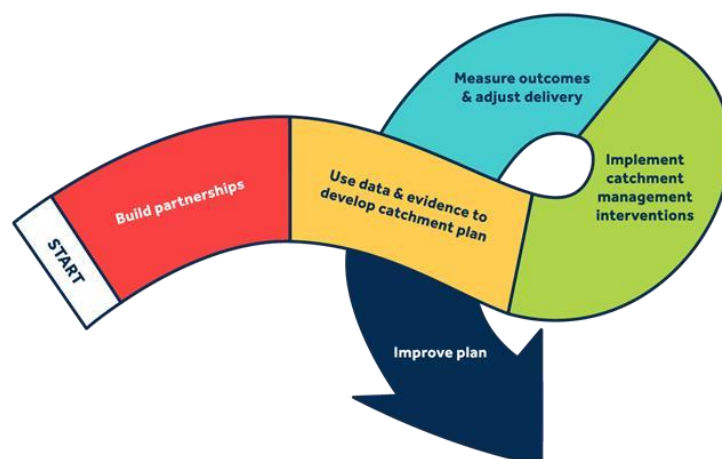 START
Build partnerships
Use data & evidence to
develop catchment plan
Implement
catchment
management
interventions
Measure outcomes
& adjust delivery
Improve plan